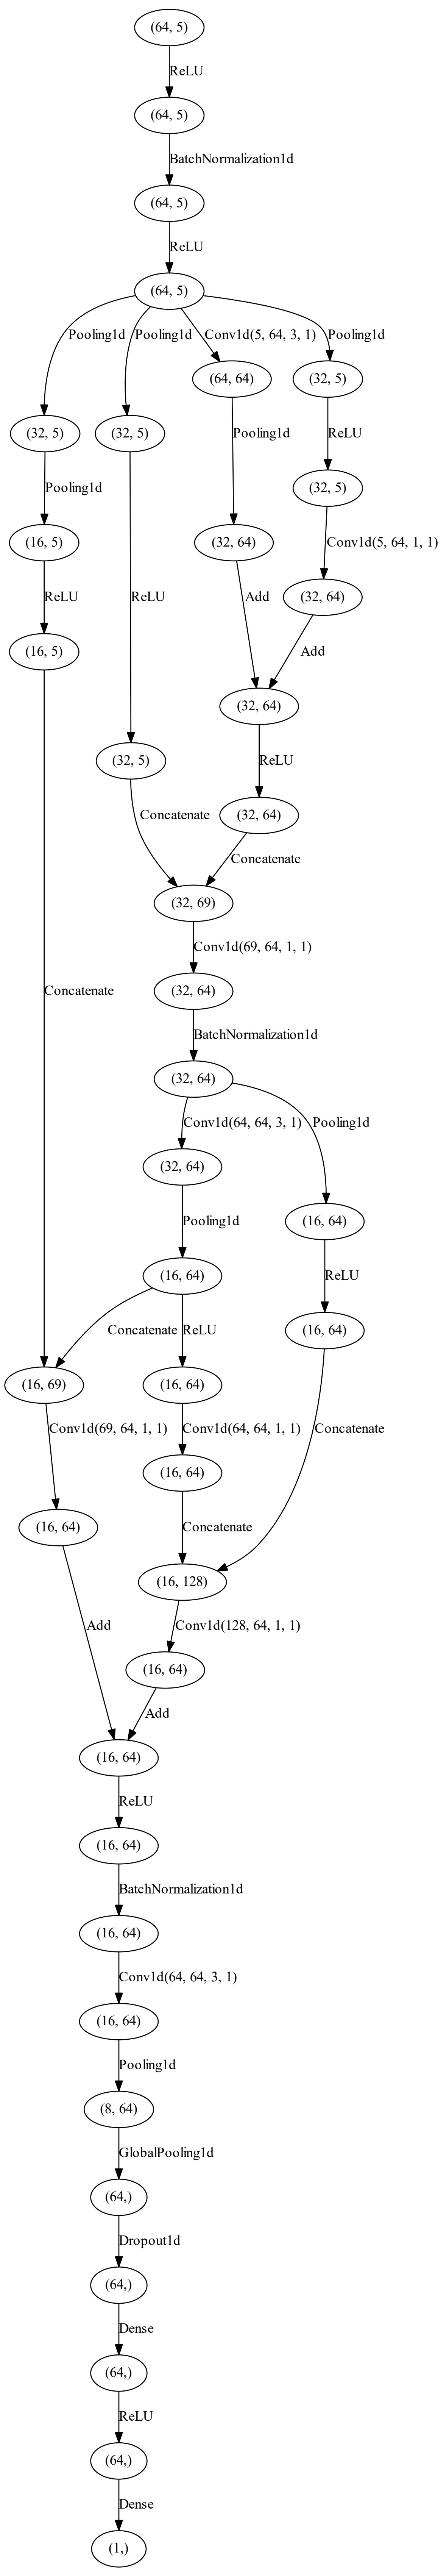 (64, 5)
ReLU
(64, 5)
BatchNormalization1d
(64, 5)
ReLU
(64, 5)
Pooling1d Pooling1d Conv1d(5, 64, 3, 1) Pooling1d
(64, 64) (32, 5)
(32, 5) (32, 5)
Pooling1d ReLU
Pooling1d (32, 5)
(16, 5) (32, 64) Conv1d(5, 64, 1, 1)
ReLU ReLU Add (32, 64)
(16, 5) Add
(32, 64)
(32, 5) ReLU
Concatenate (32, 64)
Concatenate
(32, 69)
Conv1d(69, 64, 1, 1)
Concatenate (32, 64)
BatchNormalization1d
(32, 64)
Conv1d(64, 64, 3, 1) Pooling1d
(32, 64)
Pooling1d (16, 64)
(16, 64) ReLU
Concatenate ReLU (16, 64)
(16, 69) (16, 64)
Conv1d(69, 64, 1, 1) Conv1d(64, 64, 1, 1) Concatenate
(16, 64)
(16, 64) Concatenate
(16, 128)
Add Conv1d(128, 64, 1, 1)
(16, 64)
Add
(16, 64)
ReLU
(16, 64)
BatchNormalization1d
(16, 64)
Conv1d(64, 64, 3, 1)
(16, 64)
Pooling1d
(8, 64)
GlobalPooling1d
(64,)
Dropout1d
(64,)
Dense
(64,)
ReLU
(64,)
Dense
(1,)